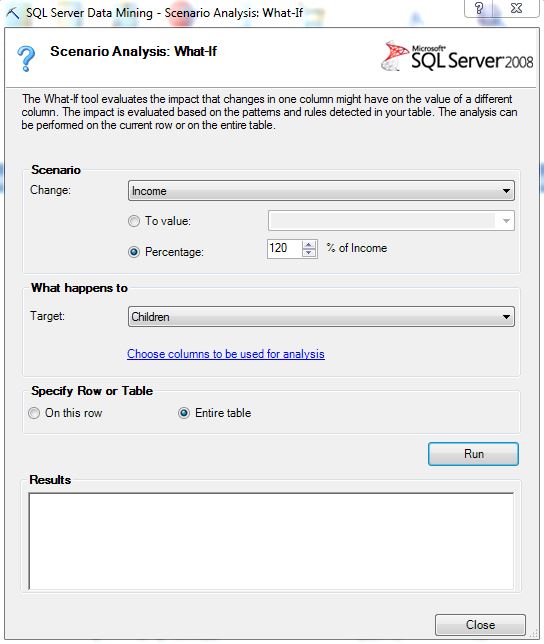 SQL Server Data Mining - Scenario Analysis: What-If
?
Scenario Analysis: What-If
Microsoft®
SQL Server 2008
The What-If tool evaluates the impact that changes in one column might have on the value of a different
column. The impact is evaluated based on the patterns and rules detected in your table. The analysis can
be performed on the current row or on the entire table.
Scenario
Change: Income
To value:
Percentage: 120 % of Income
What happens to
Target: Children
Choose columns to be used for analysis
Specify Row or Table
On this row Entire table
Run
Results
Close